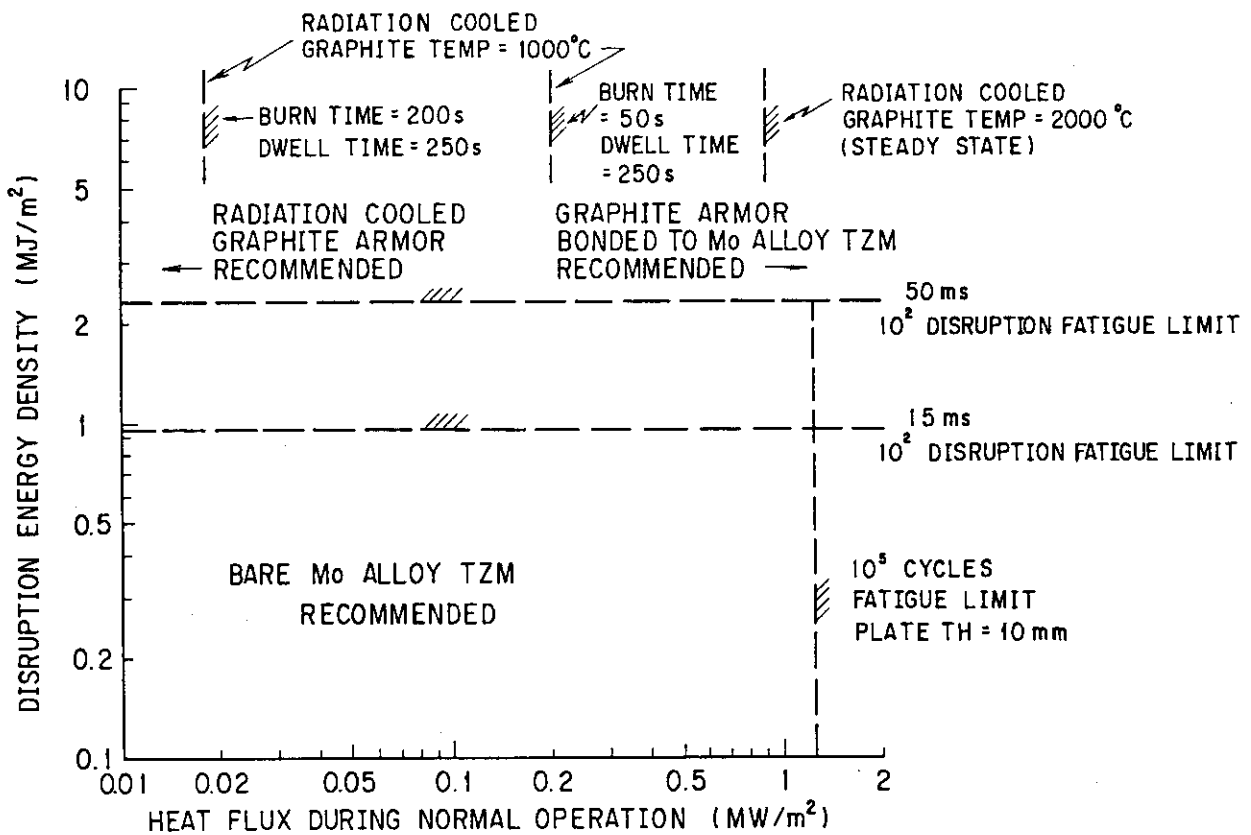 RADIATION COOLED
GRAPHITE TEMP = 1000°C
BURN TIME = 200s
DWELL TIME = 250s
BURN TIME
= 50s
DWELL TIME
= 250s
RADIATION COOLED
GRAPHITE TEMP = 2000 °C
(STEADY STATE)
RADIATION COOLED
GRAPHITE ARMOR
RECOMMENDED
GRAPHITE ARMOR
BONDED TO Mo ALLOY TZM
RECOMMENDED
50 ms
10² DISRUPTION FATIGUE LIMIT
15 ms
10² DISRUPTION FATIGUE LIMIT
BARE Mo ALLOY TZM
RECOMMENDED
10⁵ CYCLES
FATIGUE LIMIT
PLATE TH = 10 mm
DISRUPTION ENERGY DENSITY (MJ/m²)
10
5
2
1
0.5
0.2
0.1
0.01 0.02 0.1 0.2 0.5 1 2
HEAT FLUX DURING NORMAL OPERATION (MW/m²)